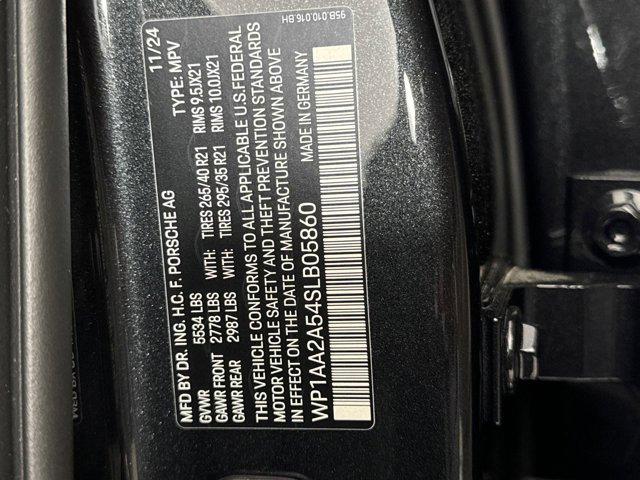 MFD BY DR. ING. H.C. F. PORSCHE AG 11/24
GVWR 5534 LBS TYPE: MPV
GAWR FRONT 2778 LBS WITH: TIRES 265/40 R21 RIMS 9.5JX21
GAWR REAR 2987 LBS WITH: TIRES 295/35 R21 RIMS 10.0JX21
THIS VEHICLE CONFORMS TO ALL APPLICABLE U.S.FEDERAL
MOTOR VEHICLE SAFETY AND THEFT PREVENTION STANDARDS
IN EFFECT ON THE DATE OF MANUFACTURE SHOWN ABOVE
WP1AA2A54SLB05860 MADE IN GERMANY
95B.010.016.BH